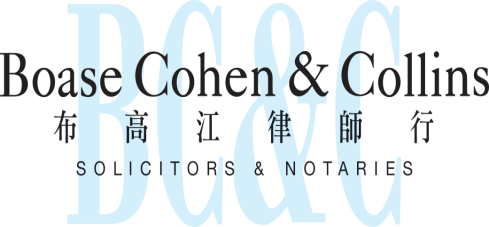 BC&C
Boase Cohen & Collins
布高江律師行
SOLICITORS & NOTARIES